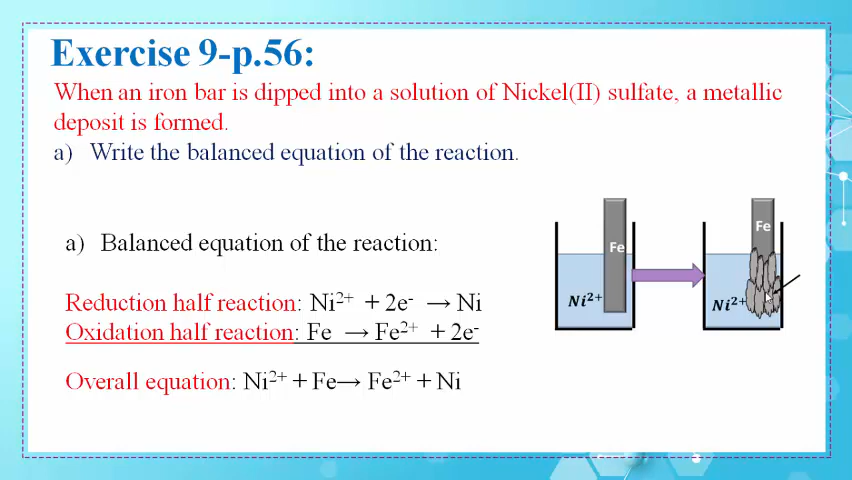 Exercise 9-p.56:
When an iron bar is dipped into a solution of Nickel(II) sulfate, a metallic
deposit is formed.
a) Write the balanced equation of the reaction.
a) Balanced equation of the reaction:
Reduction half reaction: Ni²⁺ + 2e⁻ → Ni
Oxidation half reaction: Fe → Fe²⁺ + 2e⁻
Overall equation: Ni²⁺ + Fe→ Fe²⁺ + Ni
Fe
Ni²⁺
Fe
Ni²⁺